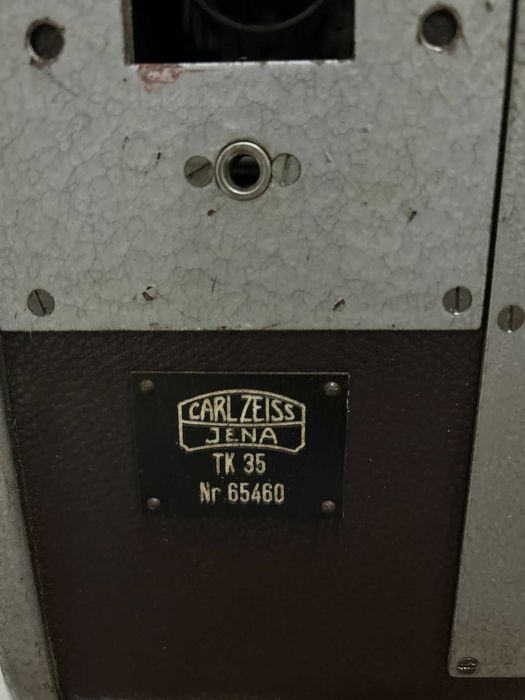 CARL ZEISS
JENA
TK 35
Nr 65460